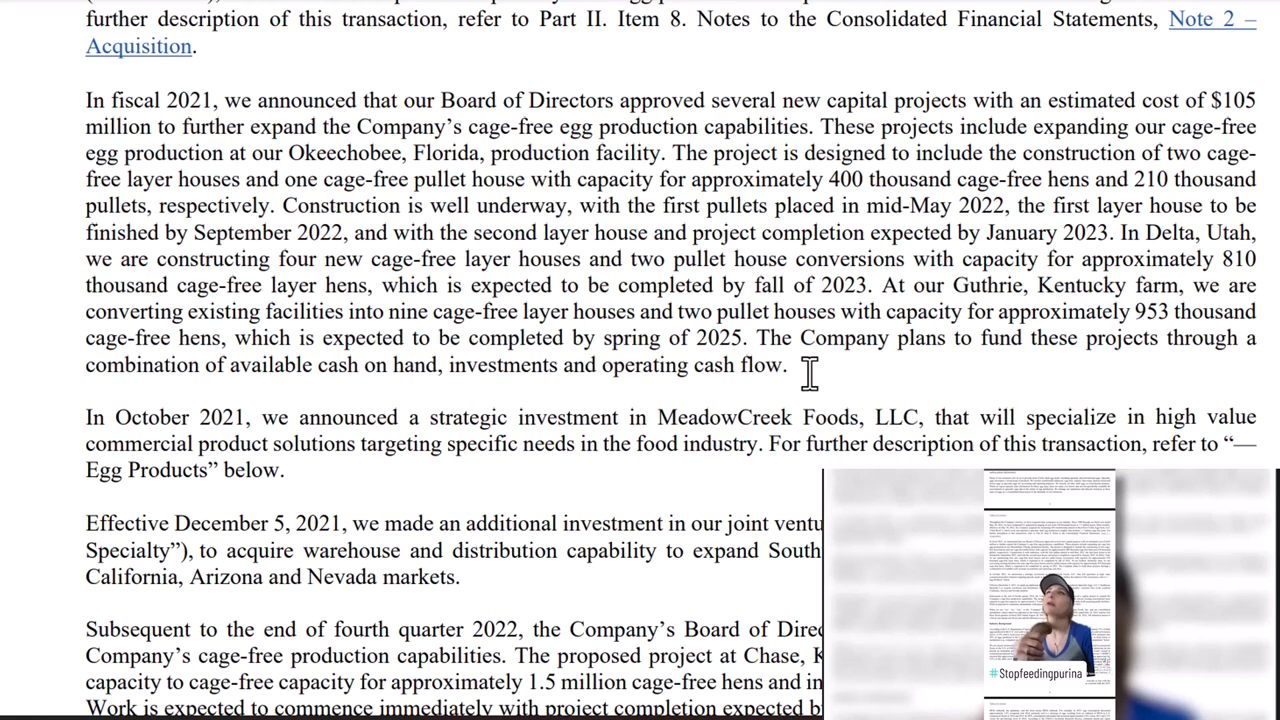 further description of this transaction, refer to Part II. Item 8. Notes to the Consolidated Financial Statements, Note 2 –
Acquisition.
In fiscal 2021, we announced that our Board of Directors approved several new capital projects with an estimated cost of $105
million to further expand the Company’s cage-free egg production capabilities. These projects include expanding our cage-free
egg production at our Okeechobee, Florida, production facility. The project is designed to include the construction of two cage-
free layer houses and one cage-free pullet house with capacity for approximately 400 thousand cage-free hens and 210 thousand
pullets, respectively. Construction is well underway, with the first pullets placed in mid-May 2022, the first layer house to be
finished by September 2022, and with the second layer house and project completion expected by January 2023. In Delta, Utah,
we are constructing four new cage-free layer houses and two pullet house conversions with capacity for approximately 810
thousand cage-free layer hens, which is expected to be completed by fall of 2023. At our Guthrie, Kentucky farm, we are
converting existing facilities into nine cage-free layer houses and two pullet houses with capacity for approximately 953 thousand
cage-free hens, which is expected to be completed by spring of 2025. The Company plans to fund these projects through a
combination of available cash on hand, investments and operating cash flow.
In October 2021, we announced a strategic investment in MeadowCreek Foods, LLC, that will specialize in high value
commercial product solutions targeting specific needs in the food industry. For further description of this transaction, refer to “—
Egg Products” below.
Effective December 5, 2021, we made an additional investment in our joint ventu
Specialty”), to acquire warehouse and distribution capability to expand South
California, Arizona and Nevada markets.
Subsequent to the end of fourth quarter 2022, the Company’s Board of Direc
Company’s cage-free production capabilities. The proposed project at Chase, K
capacity to cage-free capacity for approximately 1.5 million cage-free hens and in
Work is expected to commence immediately with project completion expected b
#Stopfeedingpurina